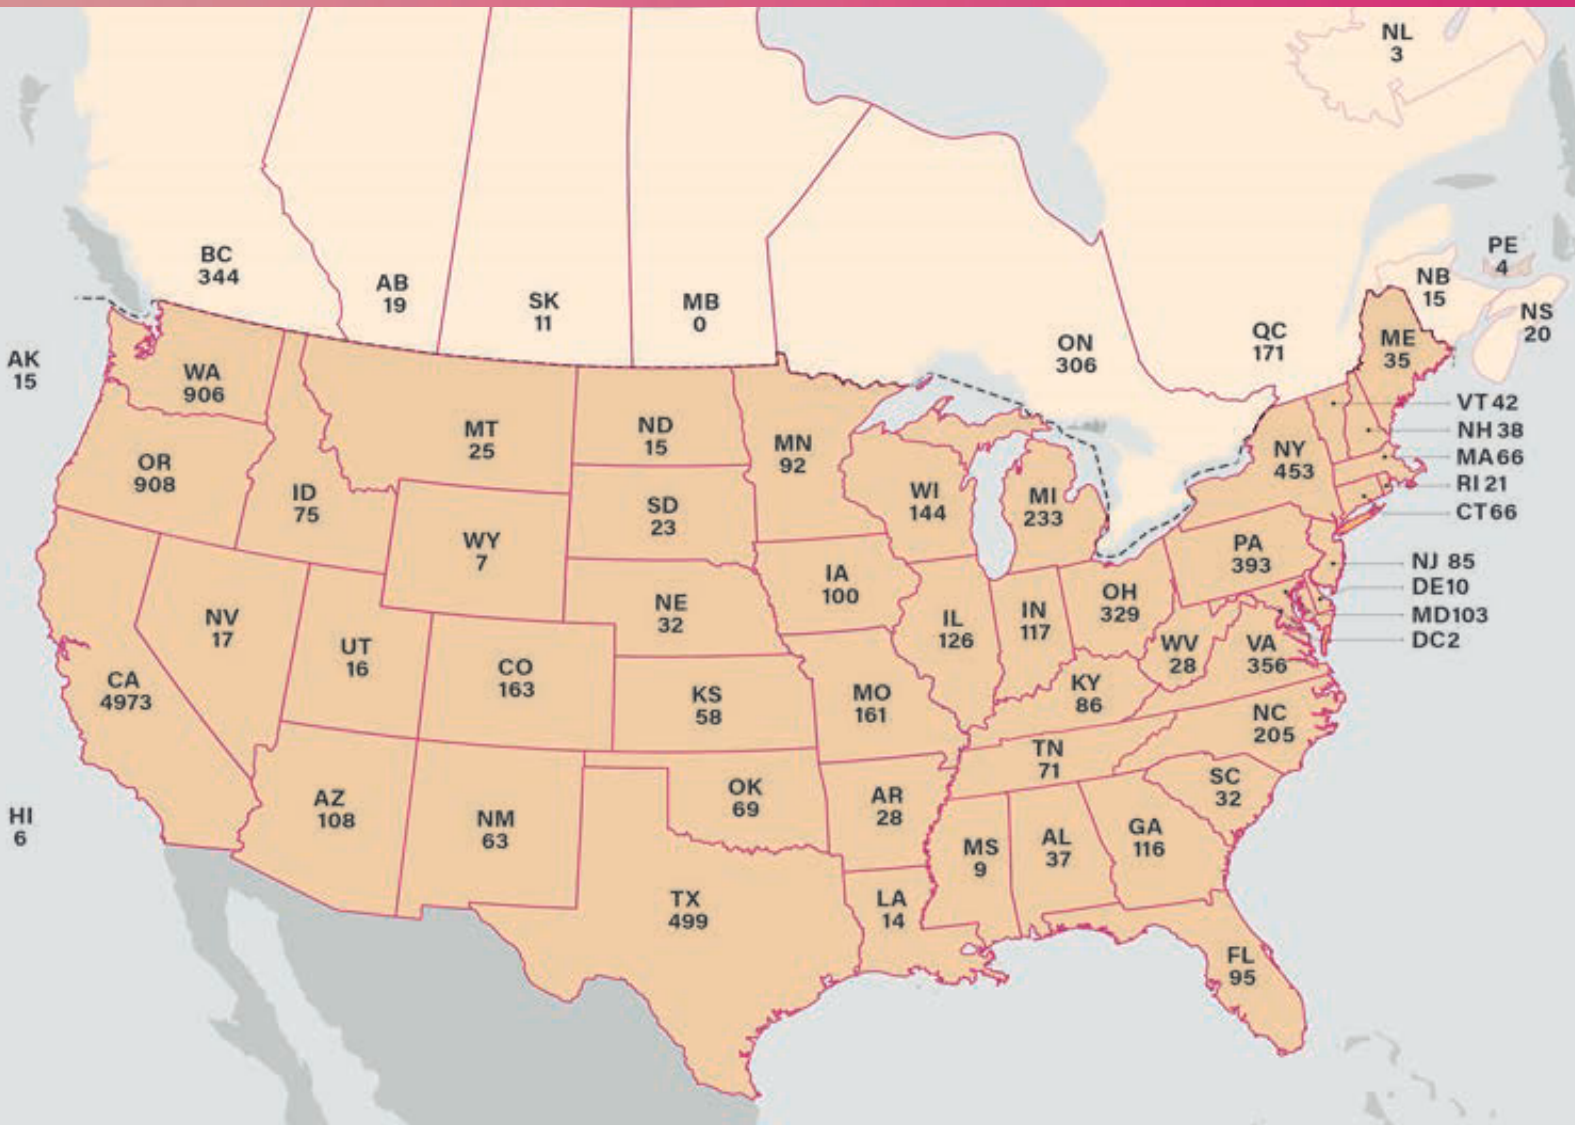 NL
3
BC
344
AB
19
SK
11
MB
0
ON
306
QC
171
PE
4
NB
15
NS
20
AK
15
WA
906
ME
35
VT 42
NH 38
MA 66
RI 21
CT 66
OR
908
ID
75
MT
25
ND
15
MN
92
WI
144
MI
233
NY
453
SD
23
WY
7
PA
393
NJ 85
DE 10
MD 103
DC 2
NV
17
UT
16
CO
163
NE
32
IA
100
IL
126
IN
117
OH
329
WV
28
VA
356
CA
4973
KS
58
MO
161
KY
86
NC
205
TN
71
SC
32
HI
6
AZ
108
NM
63
OK
69
AR
28
MS
9
AL
37
GA
116
TX
499
LA
14
FL
95